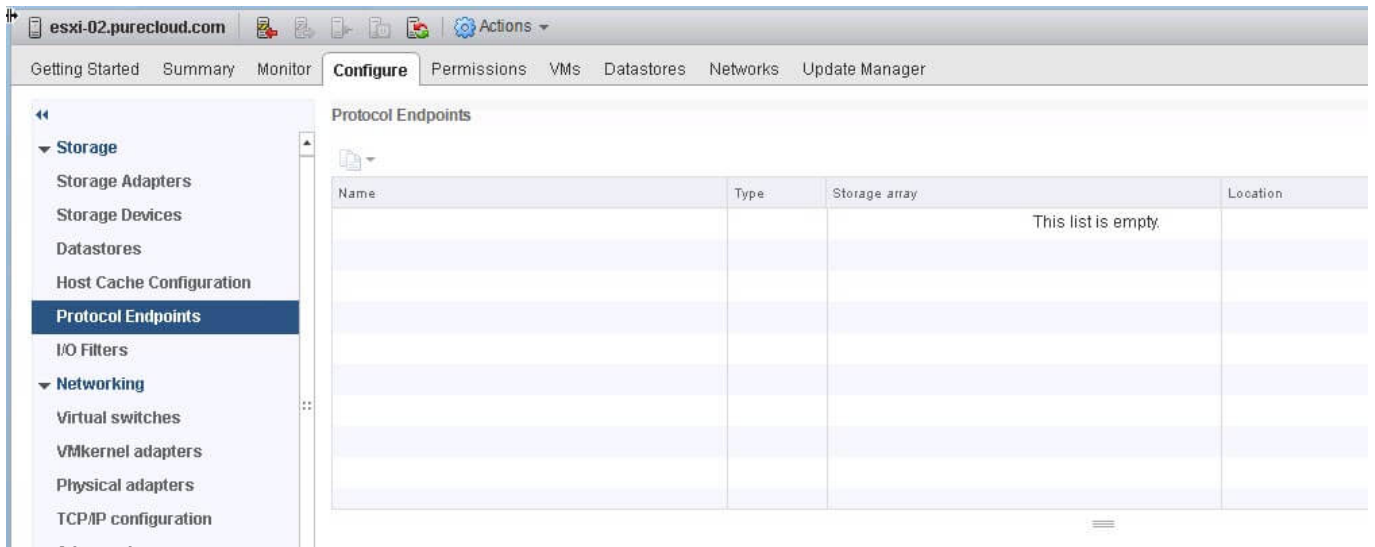 esxi-02.purecloud.com Actions
Getting Started Summary Monitor Configure Permissions VMs Datastores Networks Update Manager
Storage
Storage Adapters
Storage Devices
Datastores
Host Cache Configuration
Protocol Endpoints
I/O Filters
Networking
Virtual switches
VMkernel adapters
Physical adapters
TCP/IP configuration
Protocol Endpoints
Name Type Storage array Location
This list is empty.